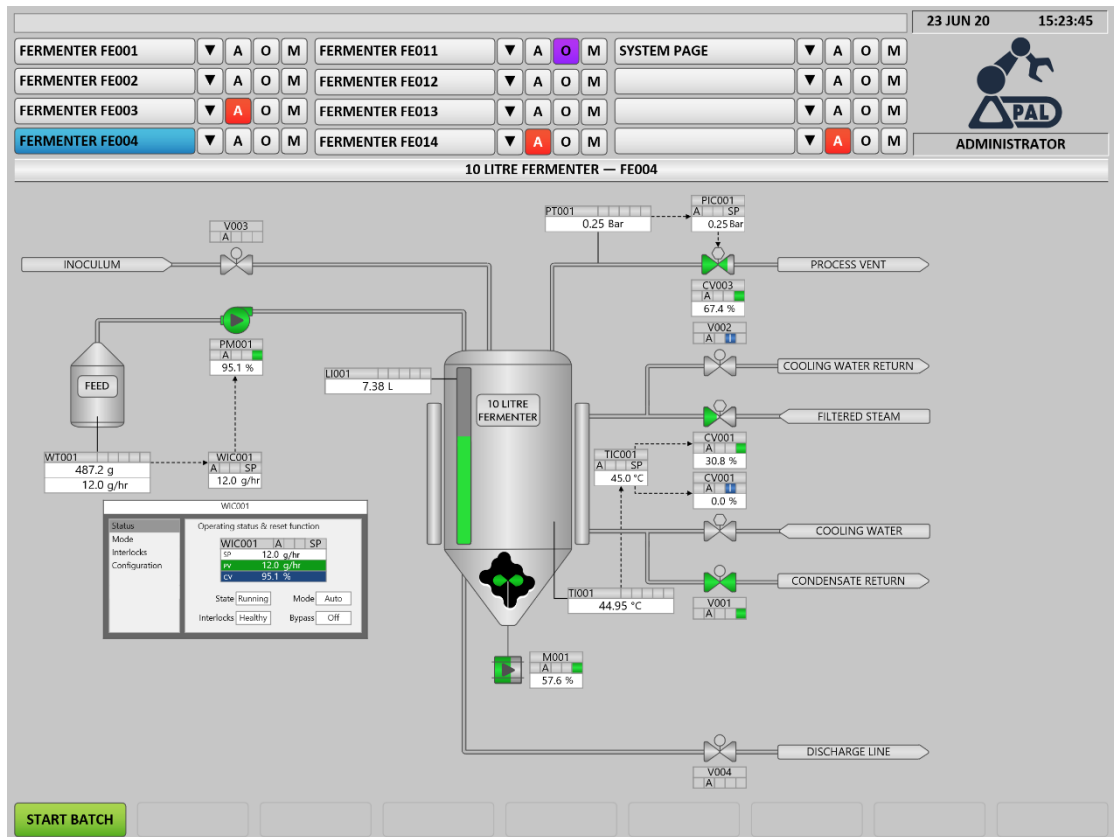 23 JUN 20 15:23:45
FERMENTER FE001 ▼ A O M FERMENTER FE011 ▼ A O M SYSTEM PAGE ▼ A O M
FERMENTER FE002 ▼ A O M FERMENTER FE012 ▼ A O M ▼ A O M
FERMENTER FE003 ▼ A O M FERMENTER FE013 ▼ A O M ▼ A O M
FERMENTER FE004 ▼ A O M FERMENTER FE014 ▼ A O M ▼ A O M
PAL
ADMINISTRATOR
10 LITRE FERMENTER — FE004
PIC001
A SP
0.25 Bar
PT001
0.25 Bar
V003
A
INOCULUM
PROCESS VENT
CV003
A
67.4 %
V002
A
PM001
A
95.1 %
COOLING WATER RETURN
LI001
7.38 L
FEED
10 LITRE
FERMENTER
FILTERED STEAM
CV001
A
30.8 %
TIC001
A SP
45.0 °C
CV001
A
0.0 %
WT001
487.2 g
12.0 g/hr
WIC001
A SP
12.0 g/hr
WIC001
Status
Mode
Interlocks
Configuration
Operating status & reset function
WIC001 A SP
SP 12.0 g/hr
PV 12.0 g/hr
CV 95.1 %
State Running Mode Auto
Interlocks Healthy Bypass Off
COOLING WATER
CONDENSATE RETURN
TI001
44.95 °C
V001
A
M001
A
57.6 %
DISCHARGE LINE
V004
A
START BATCH